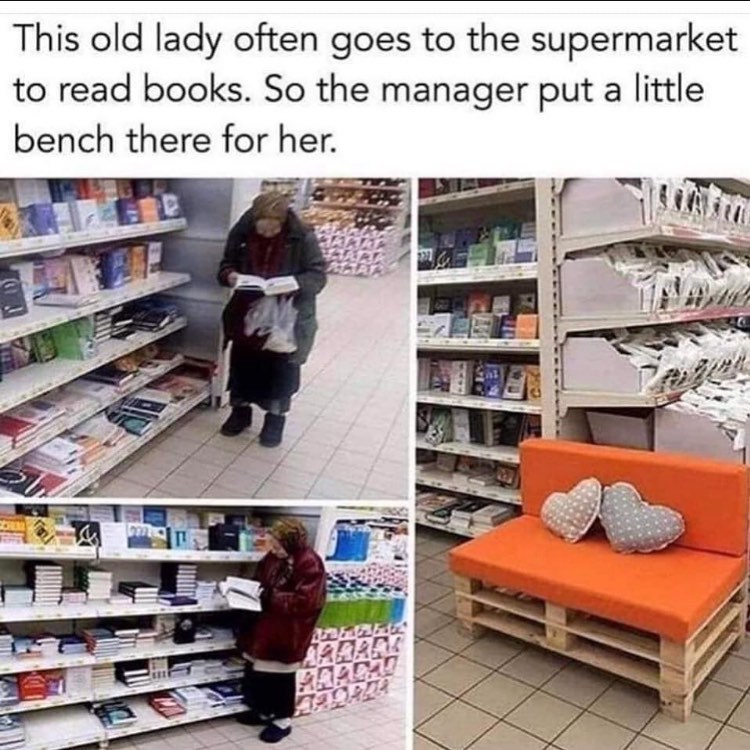 This old lady often goes to the supermarket
to read books. So the manager put a little
bench there for her.